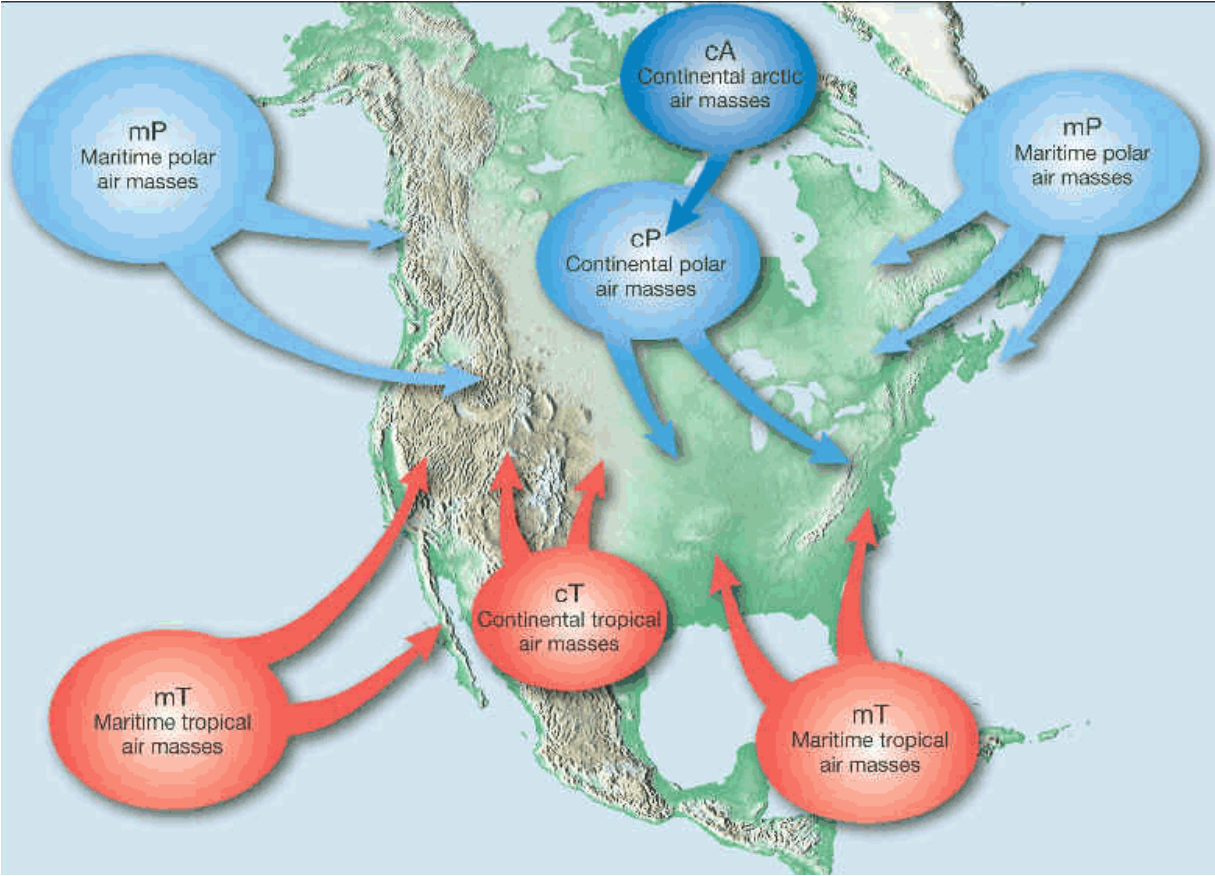 cA
Continental arctic
air masses
mP
Maritime polar
air masses
mP
Maritime polar
air masses
cP
Continental polar
air masses
cT
Continental tropical
air masses
mT
Maritime tropical
air masses
mT
Maritime tropical
air masses